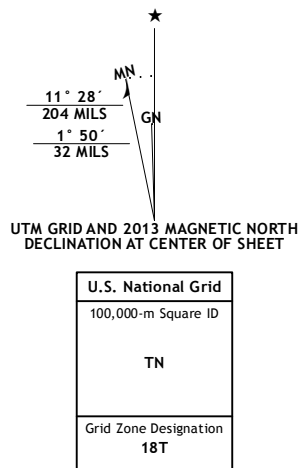 ★
MN
GN
11° 28´
204 MILS
1° 50´
32 MILS
UTM GRID AND 2013 MAGNETIC NORTH
DECLINATION AT CENTER OF SHEET
U.S. National Grid
100,000-m Square ID
TN
Grid Zone Designation
18T